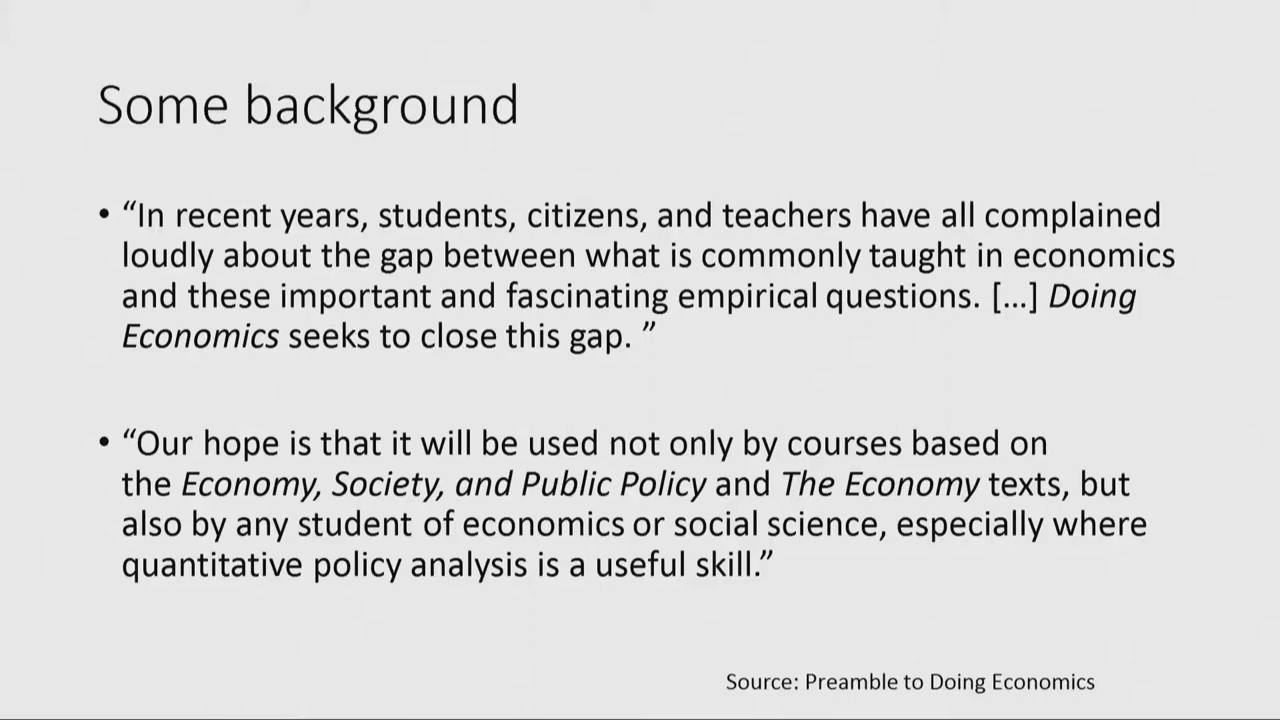 Some background
• “In recent years, students, citizens, and teachers have all complained
loudly about the gap between what is commonly taught in economics
and these important and fascinating empirical questions. […] Doing
Economics seeks to close this gap. ”
• “Our hope is that it will be used not only by courses based on
the Economy, Society, and Public Policy and The Economy texts, but
also by any student of economics or social science, especially where
quantitative policy analysis is a useful skill.”
Source: Preamble to Doing Economics